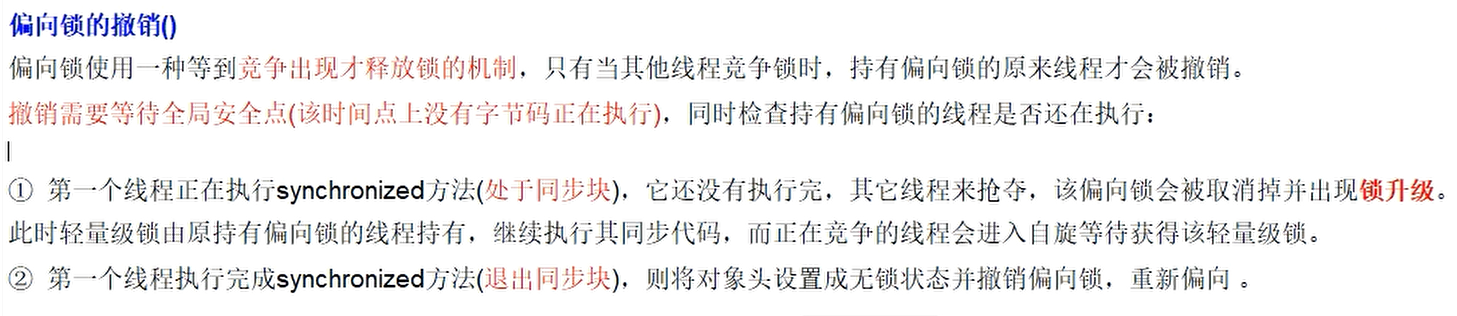 偏向锁的撤销()
偏向锁使用一种等到竞争出现才释放锁的机制，只有当其他线程竞争锁时，持有偏向锁的原来线程才会被撤销。
撤销需要等待全局安全点(该时间点上没有字节码正在执行)，同时检查持有偏向锁的线程是否还在执行：
① 第一个线程正在执行synchronized方法(处于同步块)，它还没有执行完，其它线程来抢夺，该偏向锁会被取消掉并出现锁升级。
此时轻量级锁由原持有偏向锁的线程持有，继续执行其同步代码，而正在竞争的线程会进入自旋等待获得该轻量级锁。
② 第一个线程执行完成synchronized方法(退出同步块)，则将对象头设置成无锁状态并撤销偏向锁，重新偏向 。